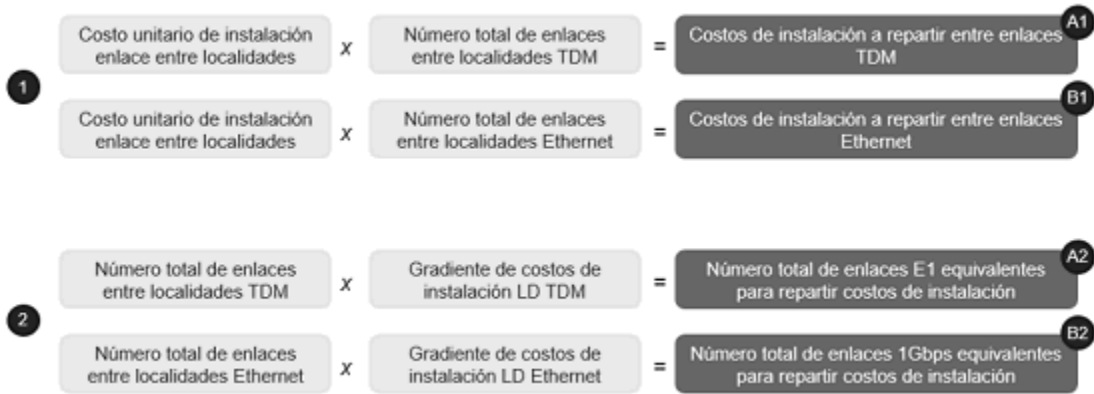 A1
Costo unitario de instalación
enlace entre localidades
x
Número total de enlaces
entre localidades TDM
=
Costos de instalación a repartir entre enlaces
TDM
1
B1
Costo unitario de instalación
enlace entre localidades
x
Número total de enlaces
entre localidades Ethernet
=
Costos de instalación a repartir entre enlaces
Ethernet
A2
Número total de enlaces
entre localidades TDM
x
Gradiente de costos de
instalación LD TDM
=
Número total de enlaces E1 equivalentes
para repartir costos de instalación
2
B2
Número total de enlaces
entre localidades Ethernet
x
Gradiente de costos de
instalación LD Ethernet
=
Número total de enlaces 1Gbps equivalentes
para repartir costos de instalación